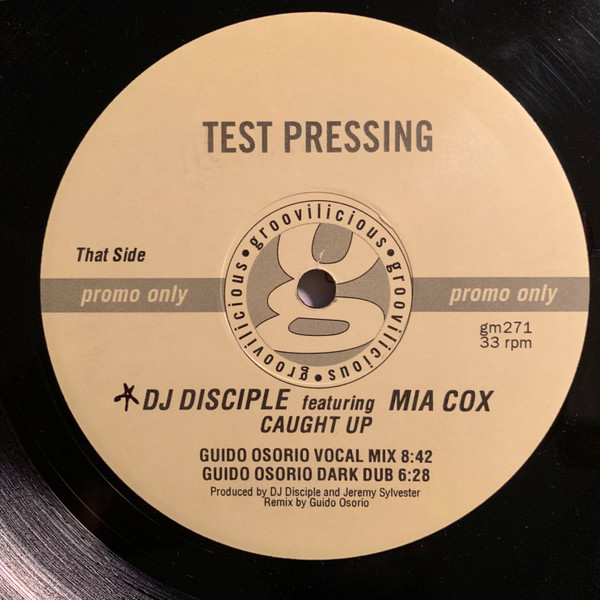 TEST PRESSING
That Side
promo only
promo only
•groovilicious•groovilicious•groovilicious
g
gm271
33 rpm
DJ DISCIPLE featuring MIA COX
CAUGHT UP
GUIDO OSORIO VOCAL MIX 8:42
GUIDO OSORIO DARK DUB 6:28
Produced by DJ Disciple and Jeremy Sylvester
Remix by Guido Osorio